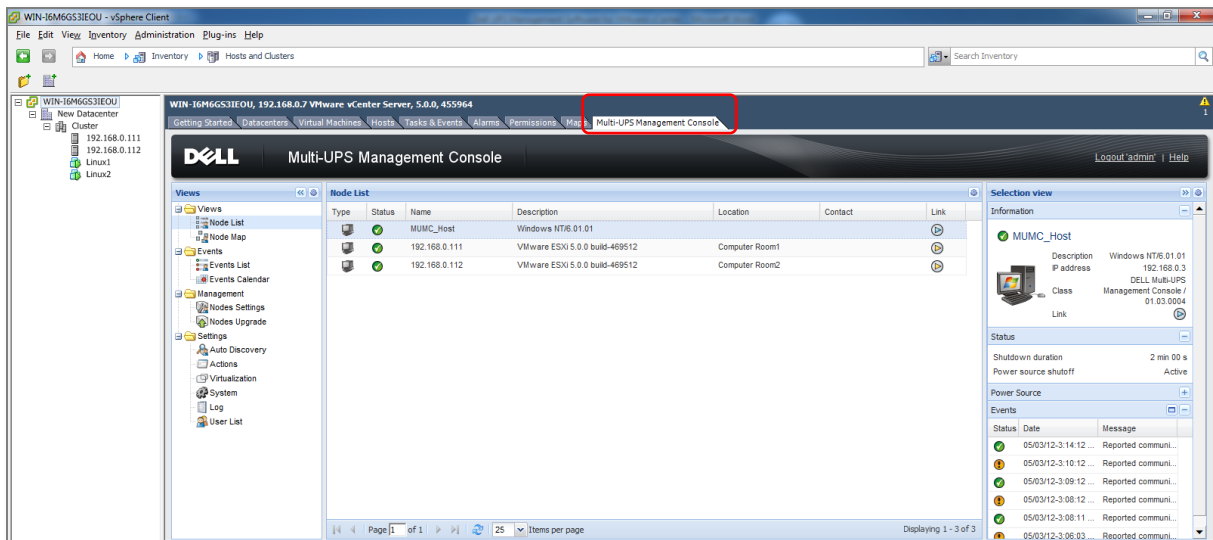 WIN-I6M6GS3IEOU - vSphere Client
File Edit View Inventory Administration Plug-ins Help
Home Inventory Hosts and Clusters
Search Inventory
WIN-I6M6GS3IEOU
New Datacenter
Cluster
192.168.0.111
192.168.0.112
Linux1
Linux2
WIN-I6M6GS3IEOU, 192.168.0.7 VMware vCenter Server, 5.0.0, 455964
Getting Started Datacenters Virtual Machines Hosts Tasks & Events Alarms Permissions Maps Multi-UPS Management Console
1
DELL Multi-UPS Management Console
Logout 'admin' | Help
Views
Views
Node List
Node Map
Events
Events List
Events Calendar
Management
Nodes Settings
Nodes Upgrade
Settings
Auto Discovery
Actions
Virtualization
System
Log
User List
Node List
Type Status Name Description Location Contact Link
MUMC_Host Windows NT/6.01.01
192.168.0.111 VMware ESXi 5.0.0 build-469512 Computer Room1
192.168.0.112 VMware ESXi 5.0.0 build-469512 Computer Room2
Page 1 of 1 25 Items per page
Displaying 1 - 3 of 3
Selection view
Information
MUMC_Host
Description Windows NT/6.01.01
IP address 192.168.0.3
Class DELL Multi-UPS
Management Console /
01.03.0004
Link
Status
Shutdown duration 2 min 00 s
Power source shutoff Active
Power Source
Events
Status Date Message
05/03/12-3:14:12 ... Reported communi...
05/03/12-3:10:12 ... Reported communi...
05/03/12-3:09:12 ... Reported communi...
05/03/12-3:08:12 ... Reported communi...
05/03/12-3:08:11 ... Reported communi...
05/03/12-3:06:03 ... Reported communi...